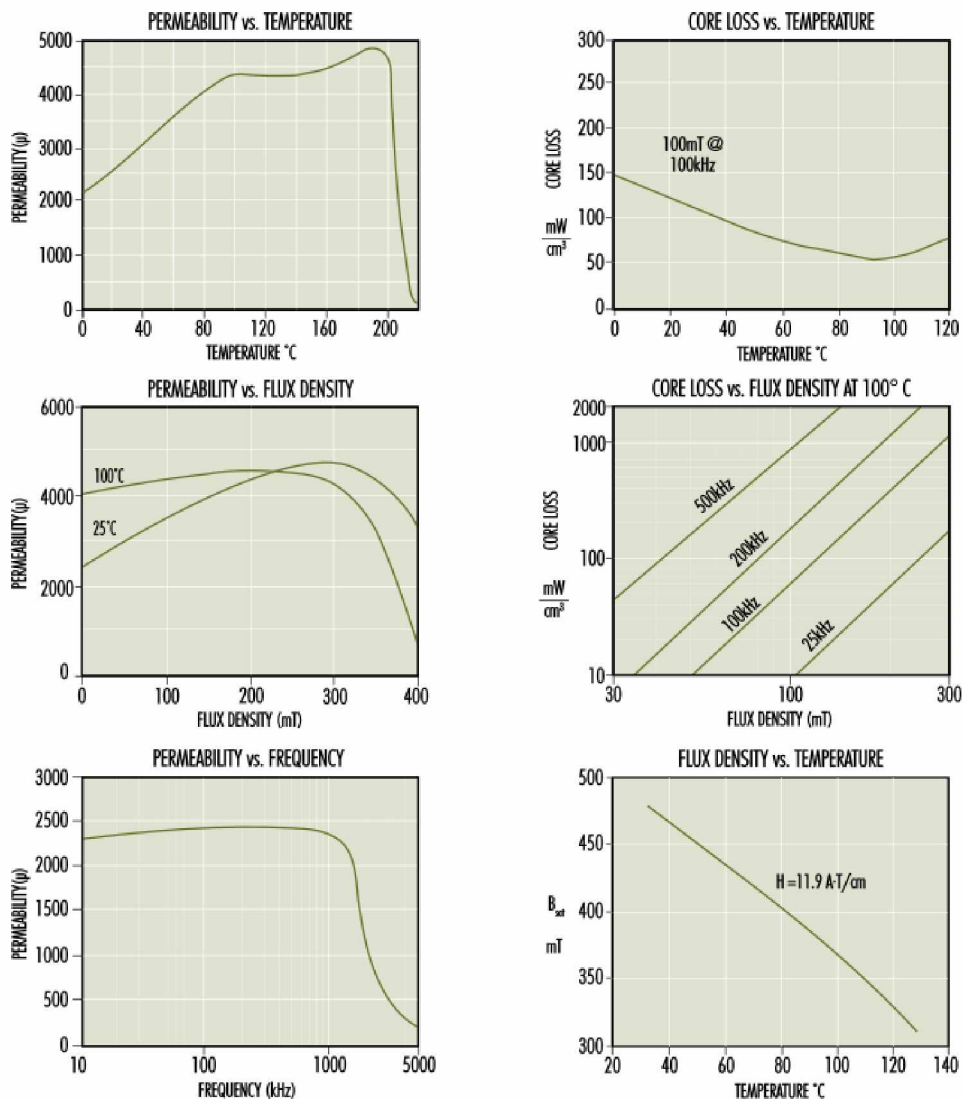 PERMEABILITY vs. TEMPERATURE
PERMEABILITY(µ)
5000
4000
3000
2000
1000
0
0 40 80 120 160 200
TEMPERATURE °C
CORE LOSS vs. TEMPERATURE
CORE LOSS
mW
cm³
300
250
200
150
100
50
0
100mT @
100kHz
0 20 40 60 80 100 120
TEMPERATURE °C
PERMEABILITY vs. FLUX DENSITY
PERMEABILITY(µ)
6000
4000
2000
0
100°C
25°C
0 100 200 300 400
FLUX DENSITY (mT)
CORE LOSS vs. FLUX DENSITY AT 100° C
CORE LOSS
mW
cm³
2000
1000
100
10
500kHz
200kHz
100kHz
25kHz
30 100 300
FLUX DENSITY (mT)
PERMEABILITY vs. FREQUENCY
PERMEABILITY(µ)
3000
2500
2000
1500
1000
500
0
10 100 1000 5000
FREQUENCY (kHz)
FLUX DENSITY vs. TEMPERATURE
Bsat
mT
500
450
400
350
300
H =11.9 A·T/cm
20 40 60 80 100 120 140
TEMPERATURE °C